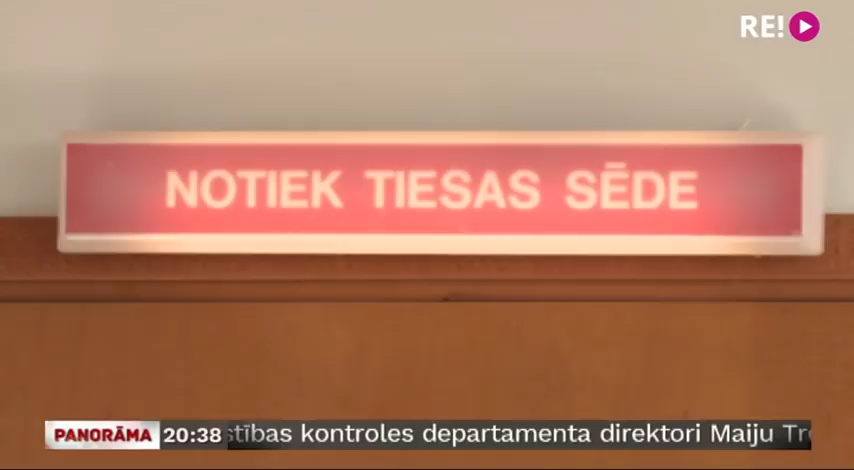 RE!
NOTIEK TIESAS SĒDE
PANORĀMA 20:38 kontroles departamenta direktori Maiju